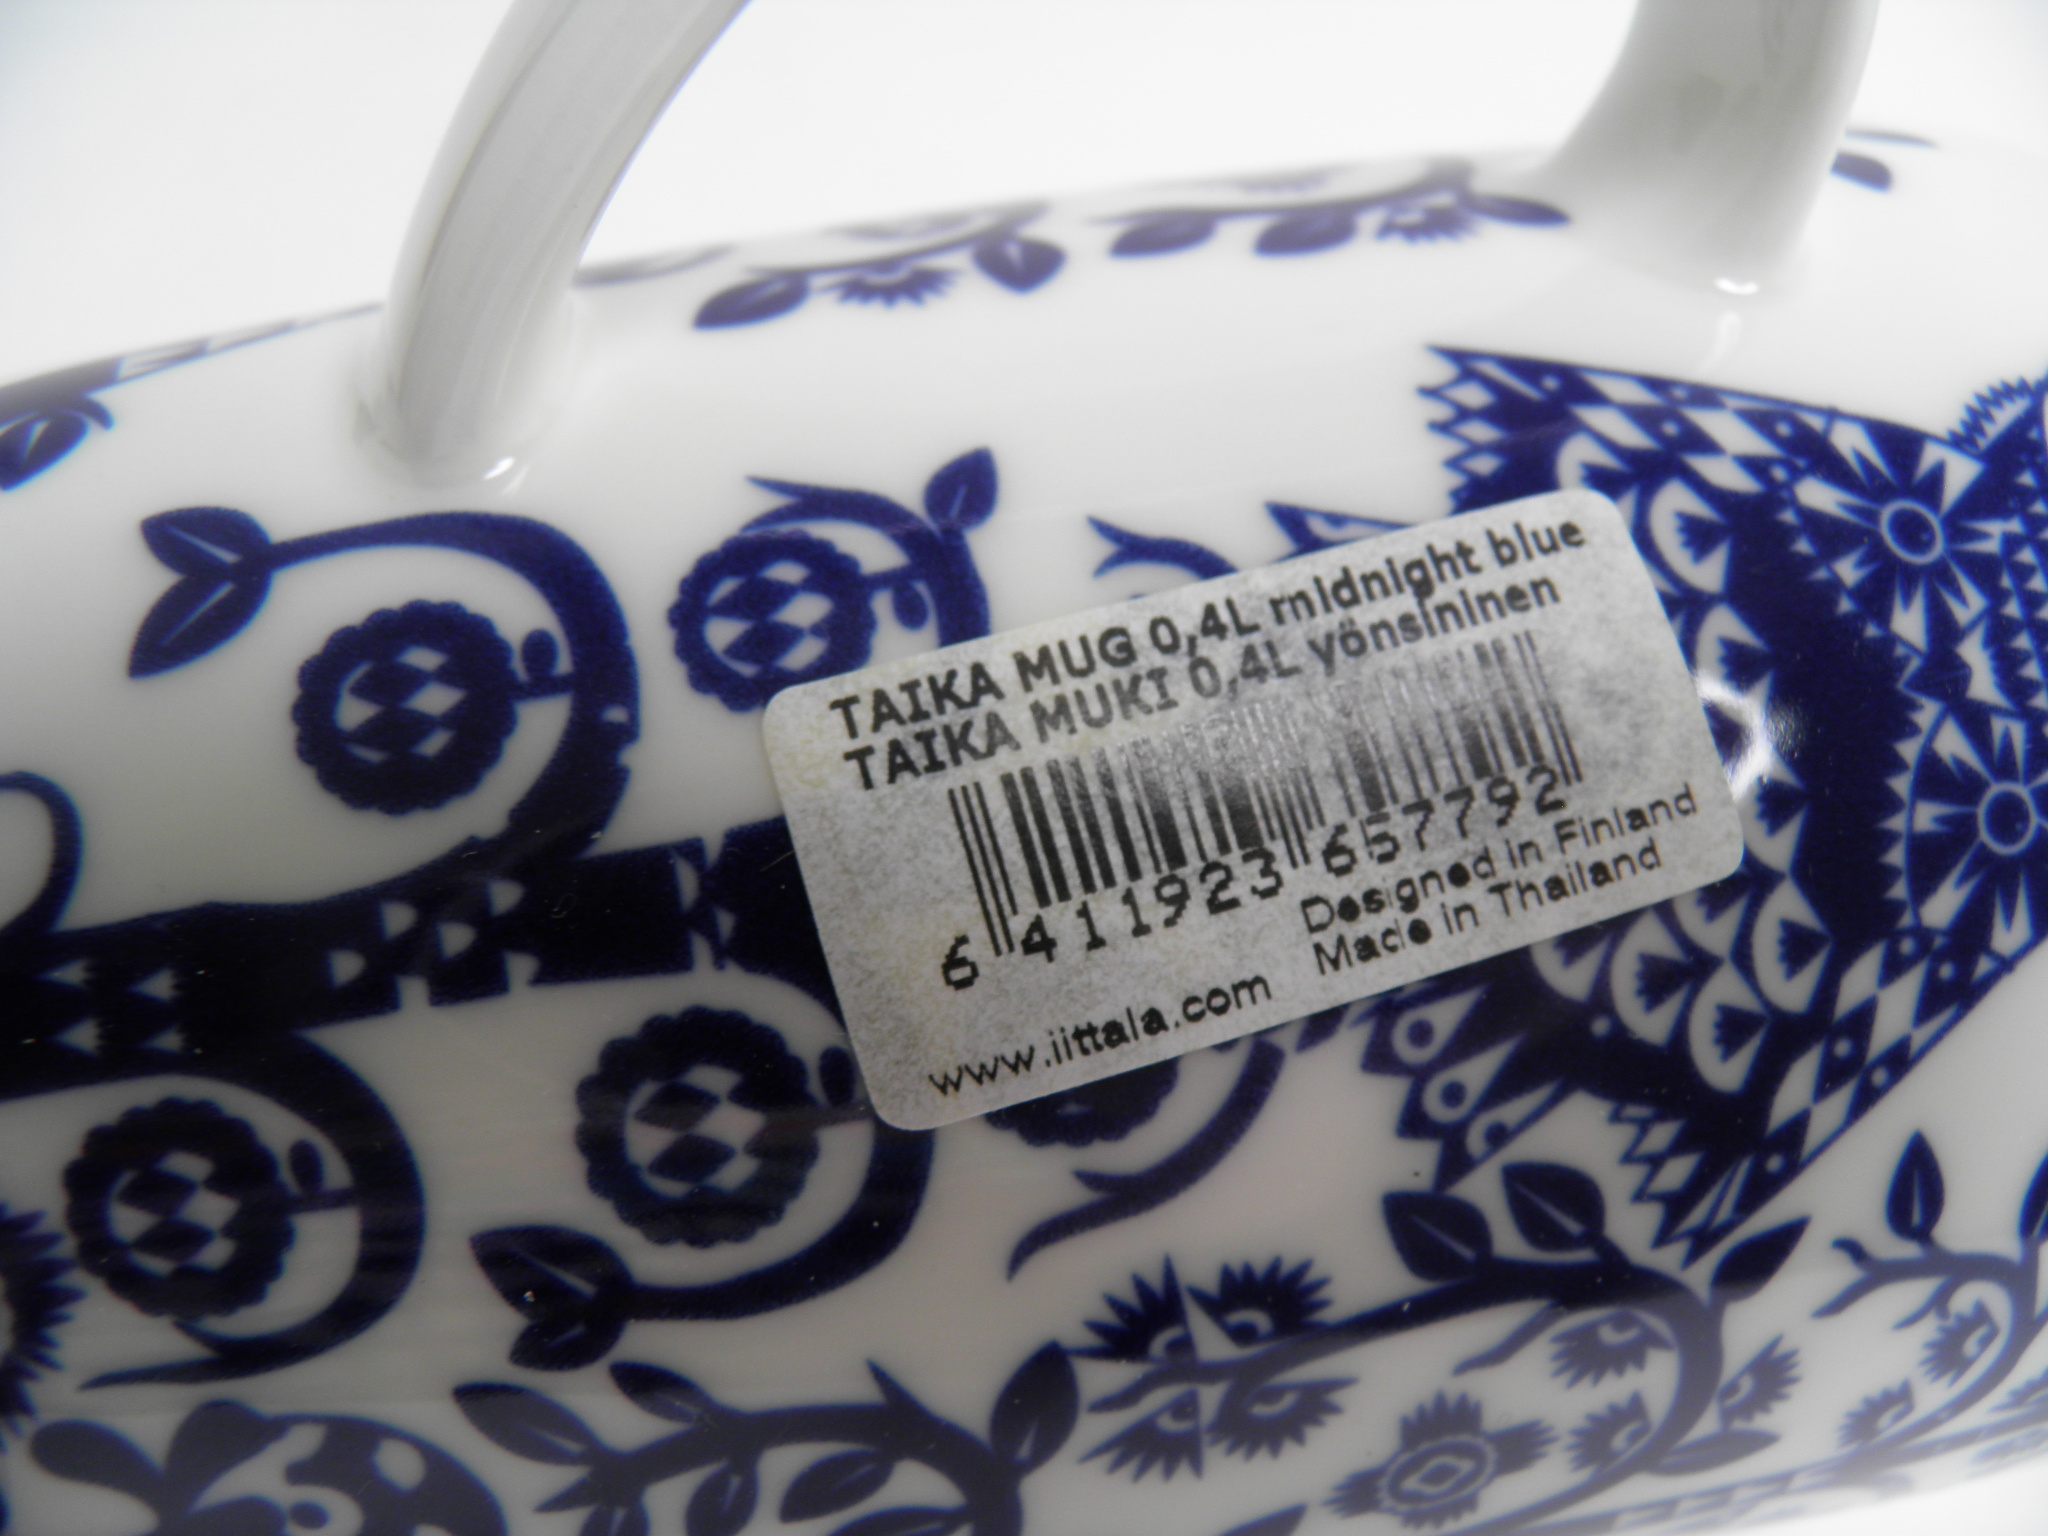 TAIKA MUG 0,4L midnight blue
TAIKA MUKI 0,4L yönsininen
6 411923 657792
Designed in Finland
Made in Thailand
www.iittala.com